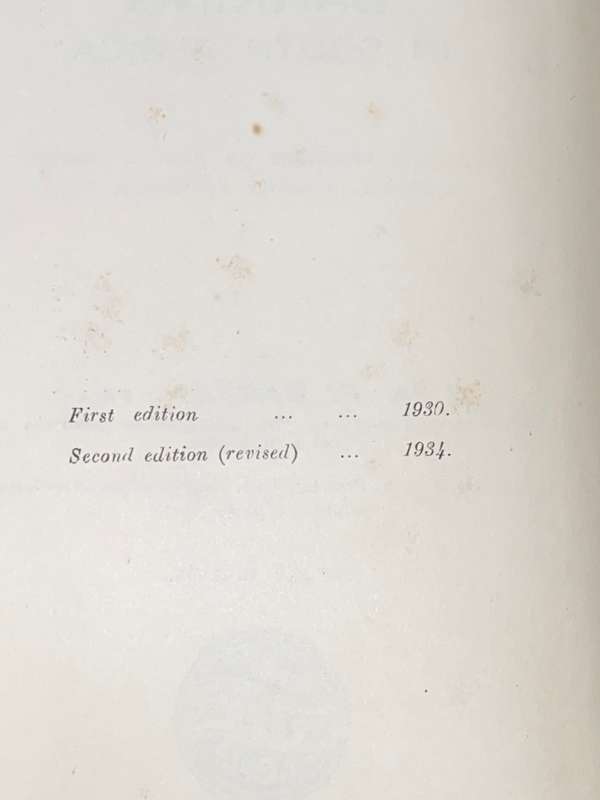 First edition ... ... 1930.
Second edition (revised) ... 1934.